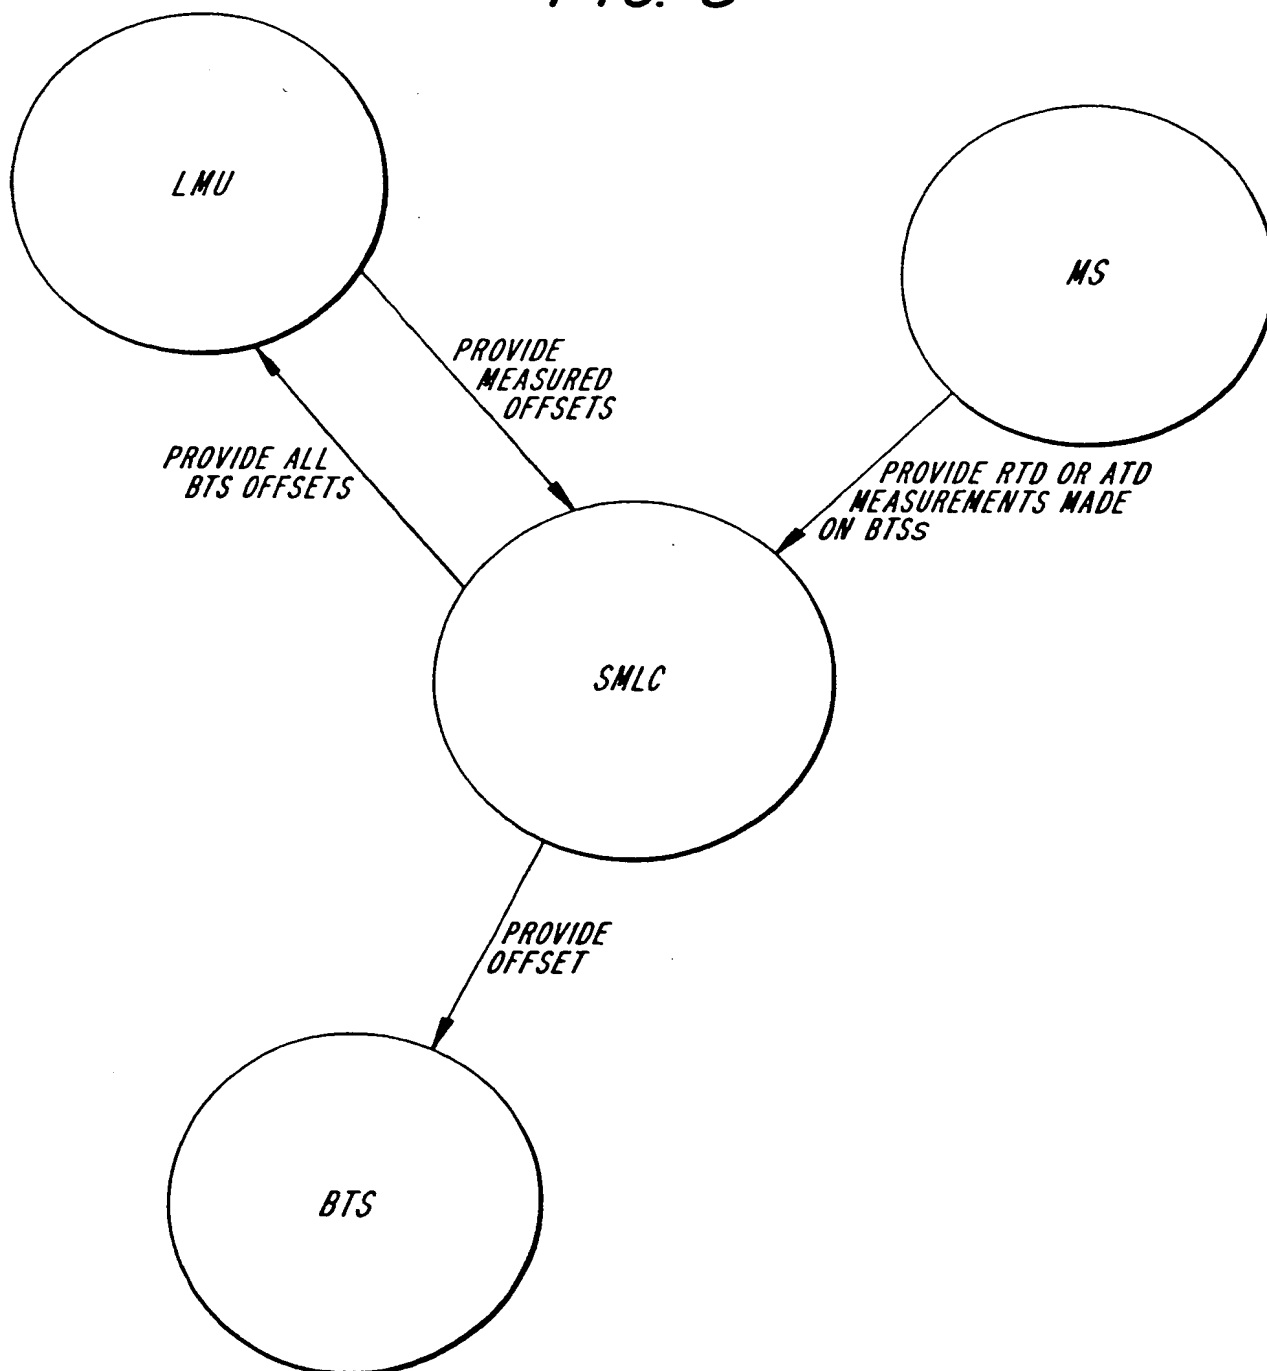 LMU
MS
PROVIDE
MEASURED
OFFSETS
PROVIDE ALL
BTS OFFSETS
PROVIDE RTD OR ATD
MEASUREMENTS MADE
ON BTSs
SMLC
PROVIDE
OFFSET
BTS